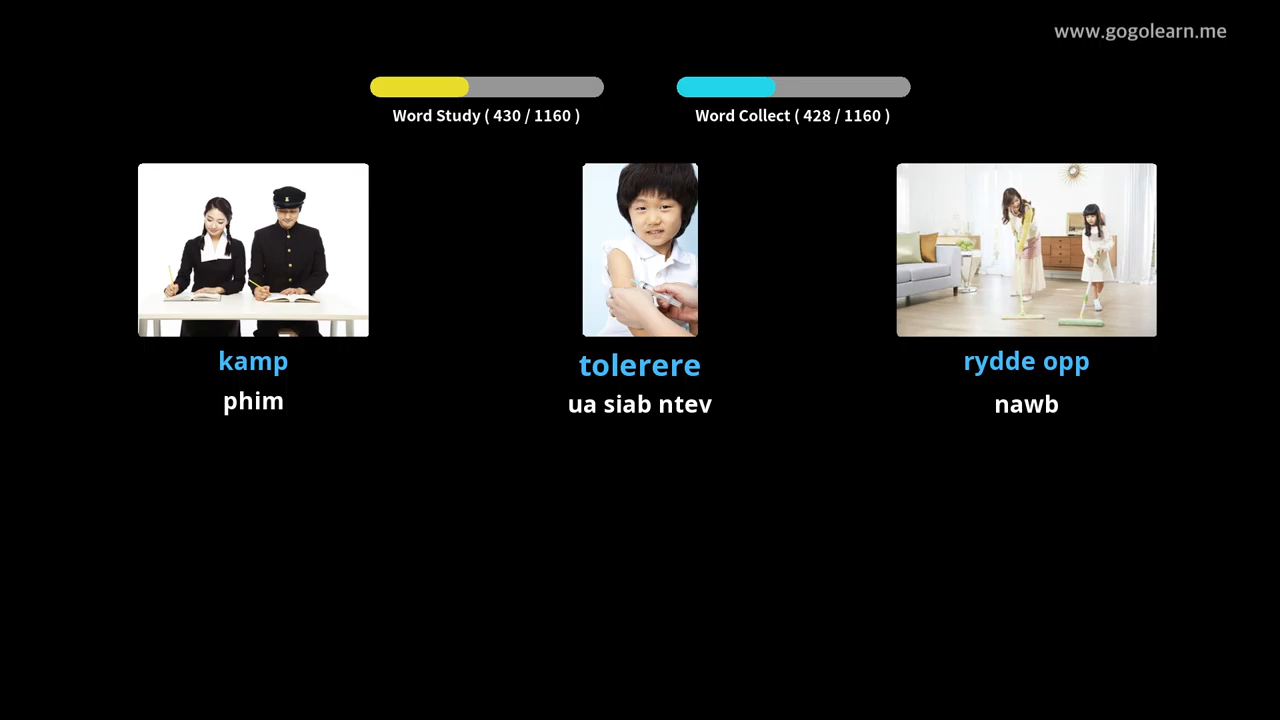 www.gogolearn.me
Word Study ( 430 / 1160 )
Word Collect ( 428 / 1160 )
kamp
phim
tolerere
ua siab ntev
rydde opp
nawb